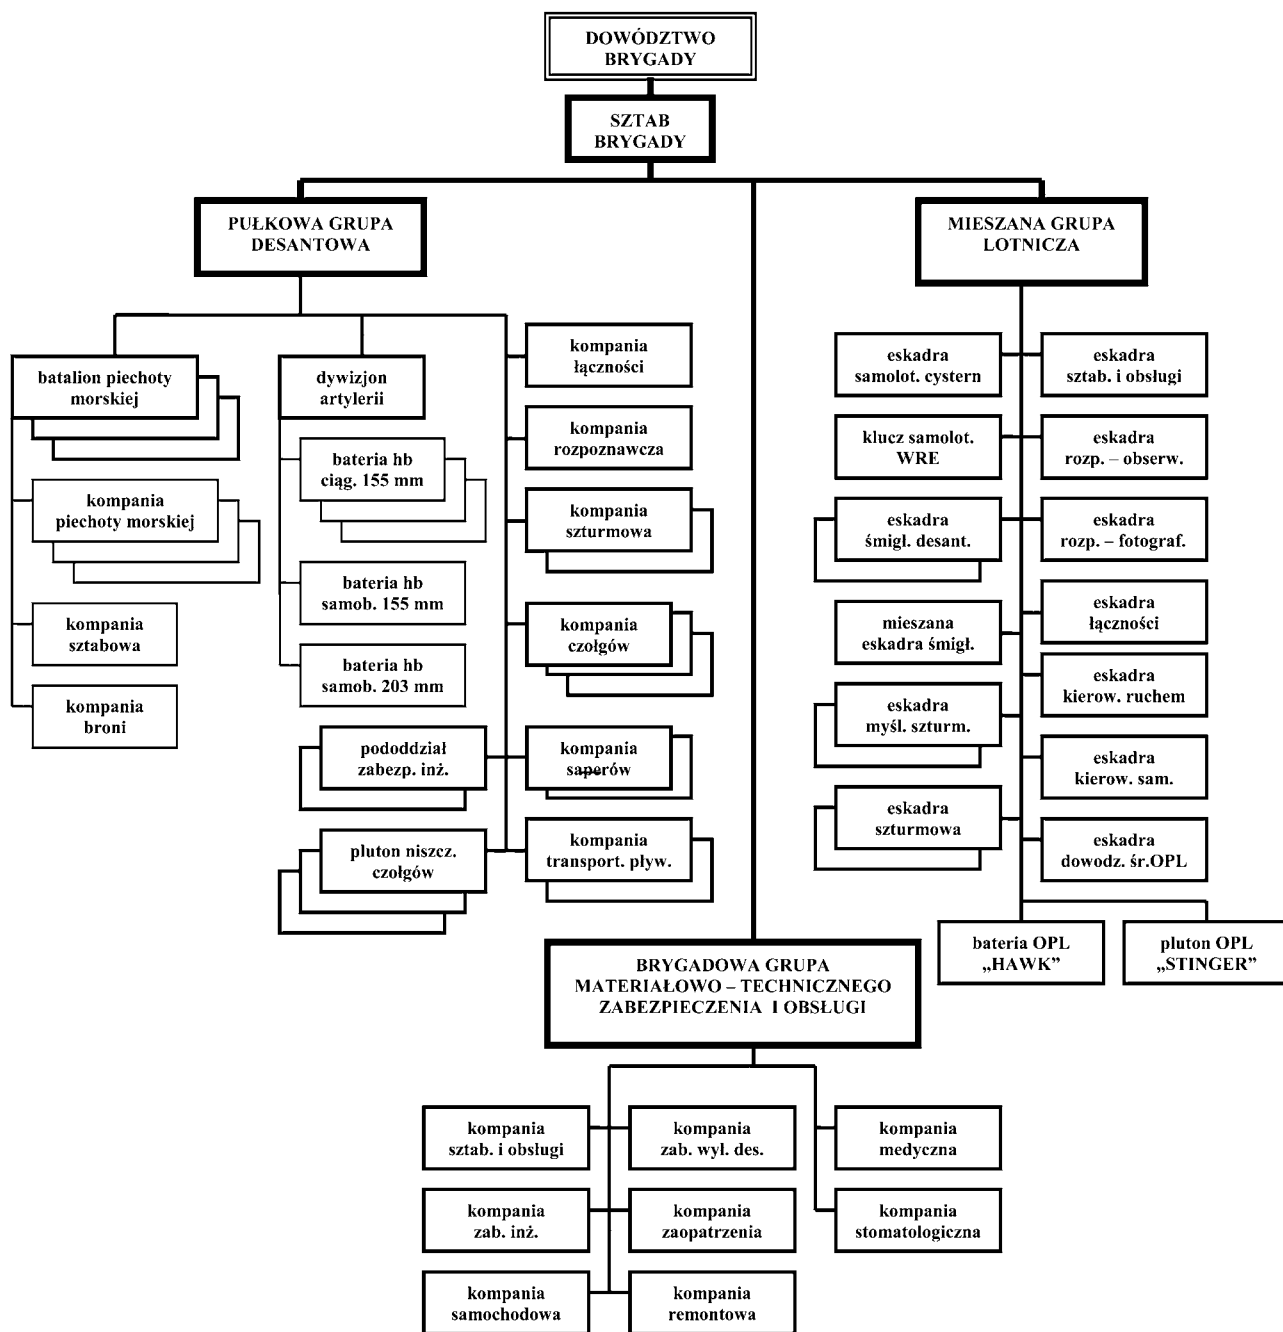 DOWÓDZTWO
BRYGADY
SZTAB
BRYGADY
PUŁKOWA GRUPA
DESANTOWA
MIESZANA GRUPA
LOTNICZA
batalion piechoty
morskiej
kompania
piechoty morskiej
kompania
sztabowa
kompania
broni
dywizjon
artylerii
bateria hb
ciąg. 155 mm
bateria hb
samob. 155 mm
bateria hb
samob. 203 mm
kompania
łączności
kompania
rozpoznawcza
kompania
szturmowa
kompania
czołgów
pododdział
zabezp. inż.
kompania
saperów
pluton niszcz.
czołgów
kompania
transport. pływ.
eskadra
samolot. cystern
eskadra
sztab. i obsługi
klucz samolot.
WRE
eskadra
rozp. – obserw.
eskadra
śmigł. desant.
eskadra
rozp. – fotograf.
mieszana
eskadra śmigł.
eskadra
łączności
eskadra
kierow. ruchem
eskadra
myśl. szturm.
eskadra
kierow. sam.
eskadra
szturmowa
eskadra
dowodz. śr.OPL
bateria OPL
„HAWK”
pluton OPL
„STINGER”
BRYGADOWA GRUPA
MATERIAŁOWO – TECHNICZNEGO
ZABEZPIECZENIA I OBSŁUGI
kompania
sztab. i obsługi
kompania
zab. wył. des.
kompania
medyczna
kompania
zab. inż.
kompania
zaopatrzenia
kompania
stomatologiczna
kompania
samochodowa
kompania
remontowa